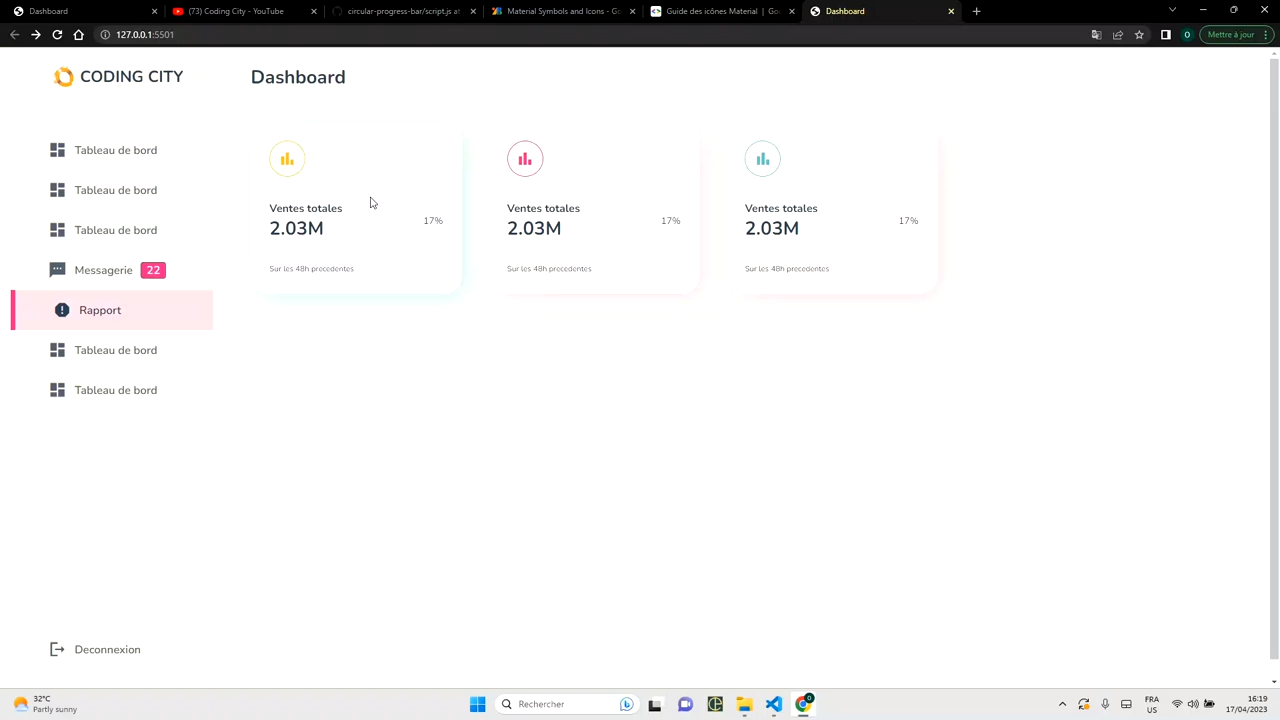 Dashboard
(73) Coding City - YouTube
circular-progress-bar/script.js at
Material Symbols and Icons - Go
Guide des icônes Material | Goo
Dashboard
127.0.0.1:5501
O
Mettre à jour
CODING CITY
Dashboard
Tableau de bord
Tableau de bord
Tableau de bord
Messagerie 22
Rapport
Tableau de bord
Tableau de bord
Deconnexion
Ventes totales
2.03M
17%
Sur les 48h precedentes
Ventes totales
2.03M
17%
Sur les 48h precedentes
Ventes totales
2.03M
17%
Sur les 48h precedentes
32°C
Partly sunny
Rechercher
FRA
US
16:19
17/04/2023